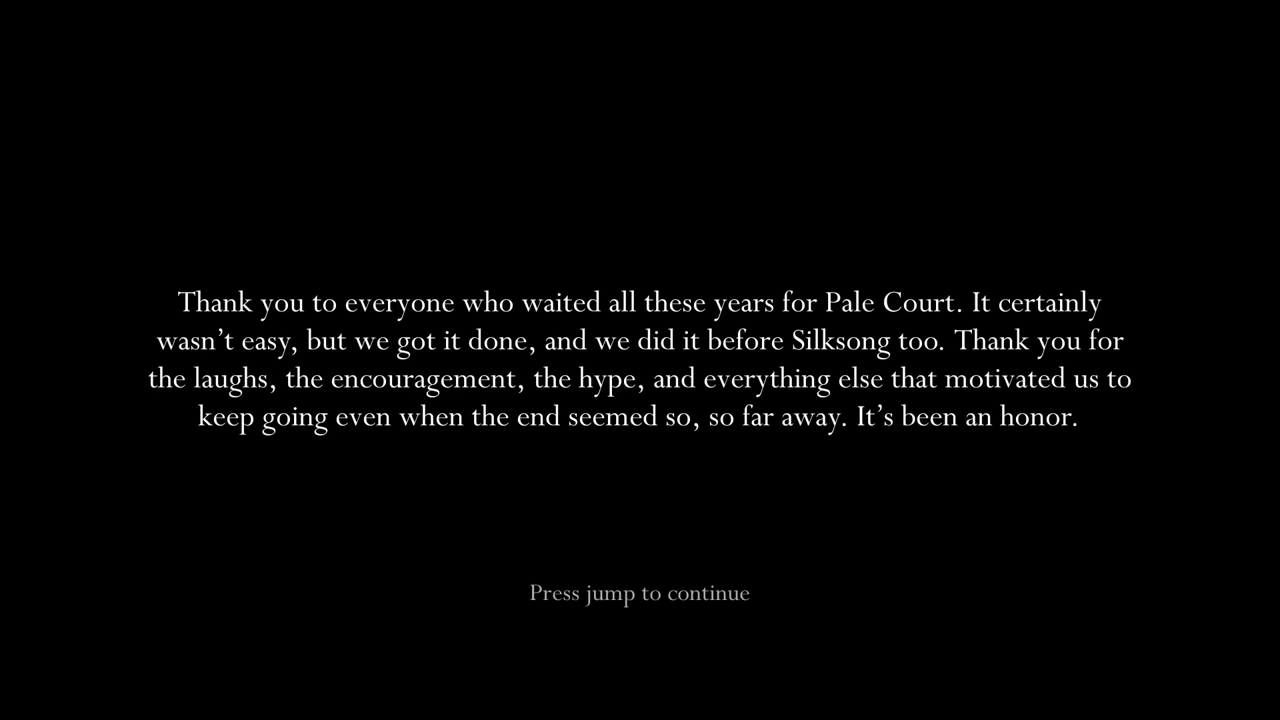 Thank you to everyone who waited all these years for Pale Court. It certainly
wasn’t easy, but we got it done, and we did it before Silksong too. Thank you for
the laughs, the encouragement, the hype, and everything else that motivated us to
keep going even when the end seemed so, so far away. It’s been an honor.
Press jump to continue